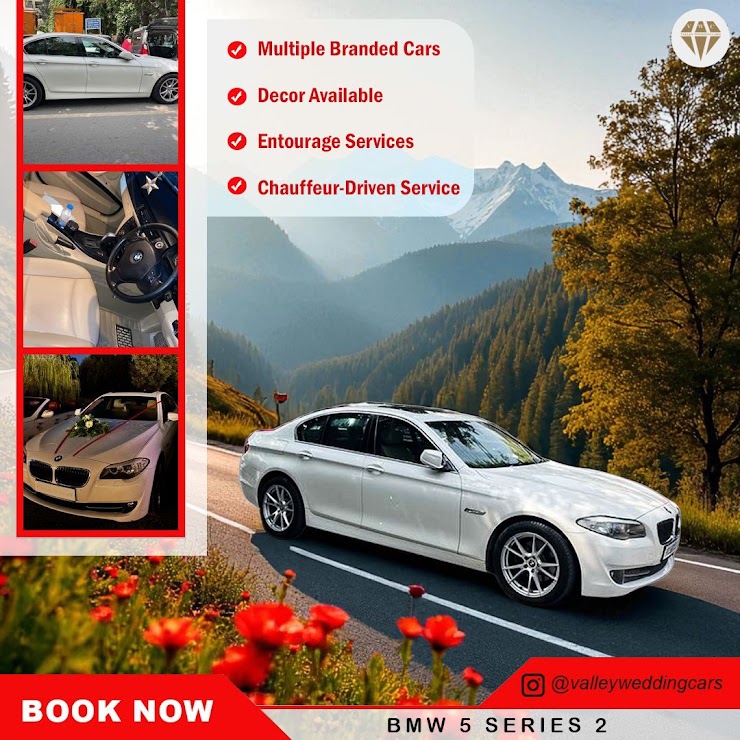 Multiple Branded Cars
Decor Available
Entourage Services
Chauffeur-Driven Service
@valleyweddingcars
BOOK NOW
BMW 5 SERIES 2